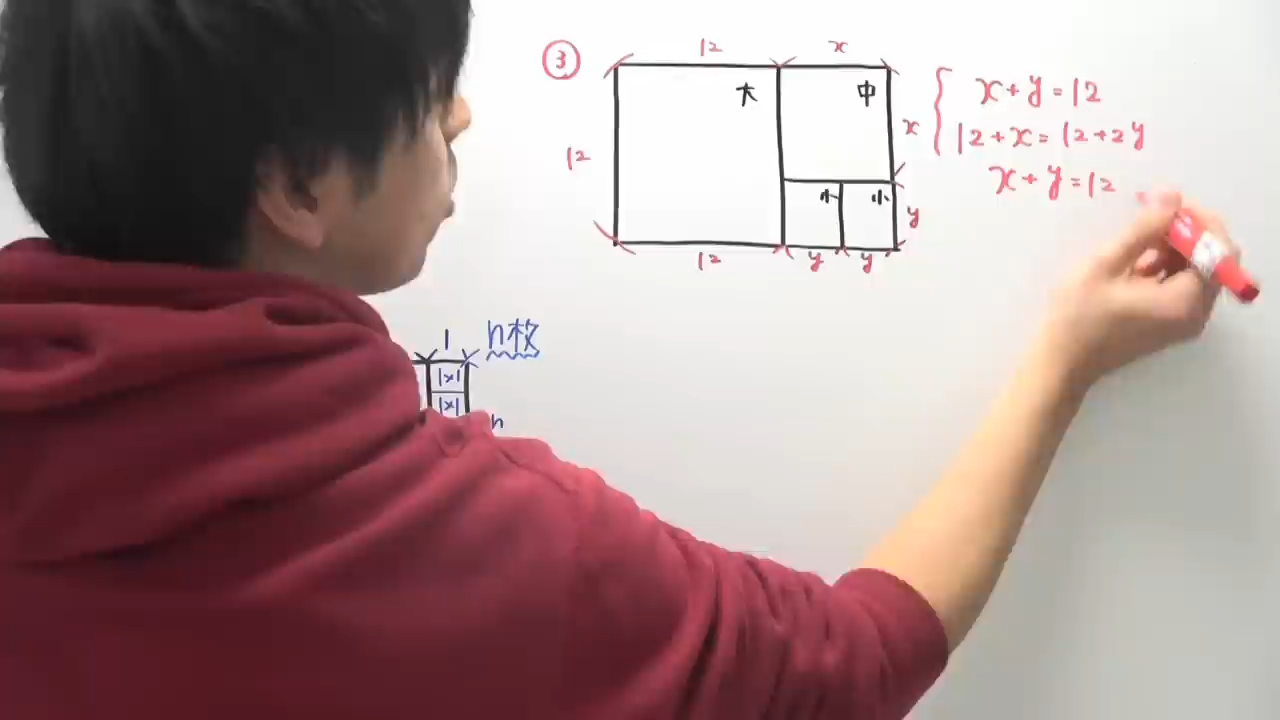 ③
12 x
大 中
12 x
小 小
y
12 y y
x+y=12
12+x=12+2y
x+y=12
1 n枚
1×1
1×1
n